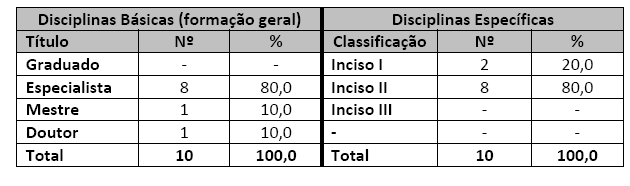 Disciplinas Básicas (formação geral) Disciplinas Específicas
Título Nº % Classificação Nº %
Graduado - - Inciso I 2 20,0
Especialista 8 80,0 Inciso II 8 80,0
Mestre 1 10,0 Inciso III - -
Doutor 1 10,0 - - -
Total 10 100,0 Total 10 100,0